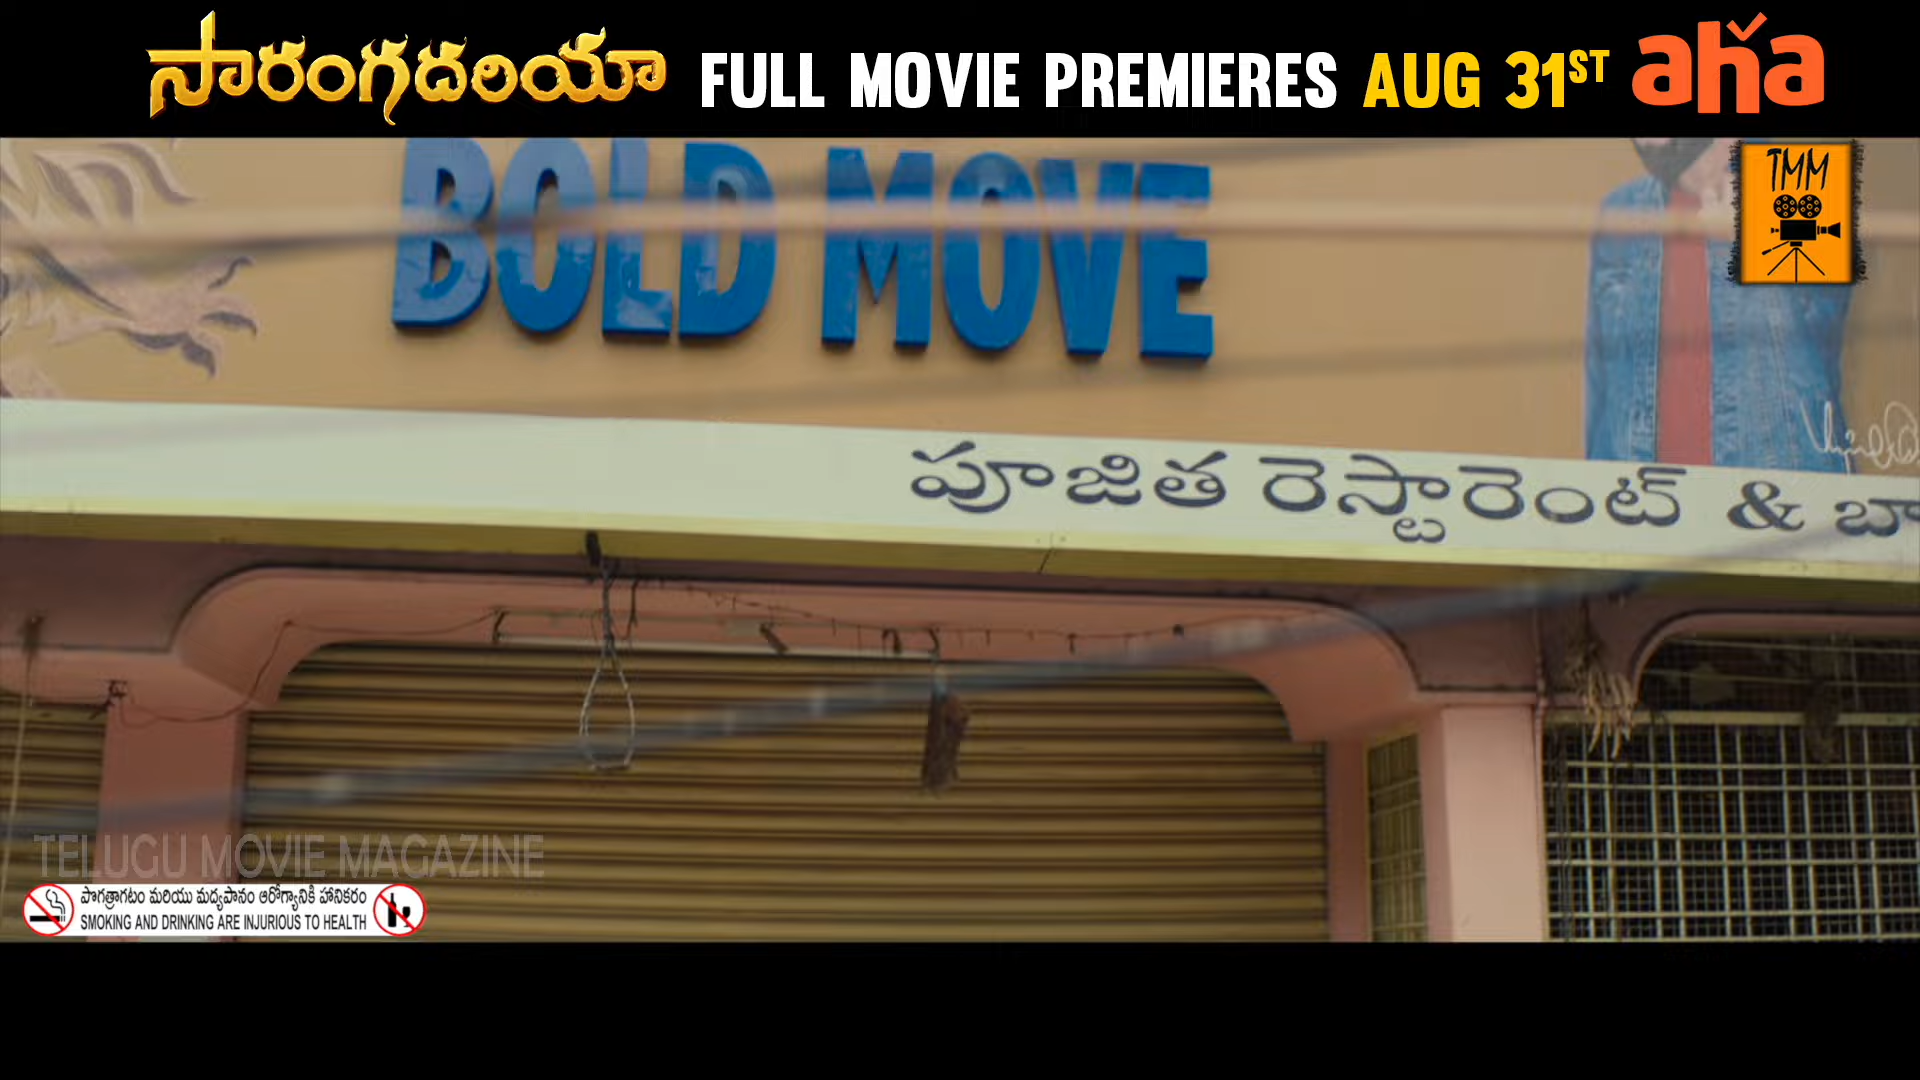 సారంగదరియా FULL MOVIE PREMIERES AUG 31ST aha
TMM
BOLD MOVE
పూజిత రెస్టారెంట్ & బా
TELUGU MOVIE MAGAZINE
పొగత్రాగటం మరియు మద్యపానం ఆరోగ్యానికి హానికరం
SMOKING AND DRINKING ARE INJURIOUS TO HEALTH